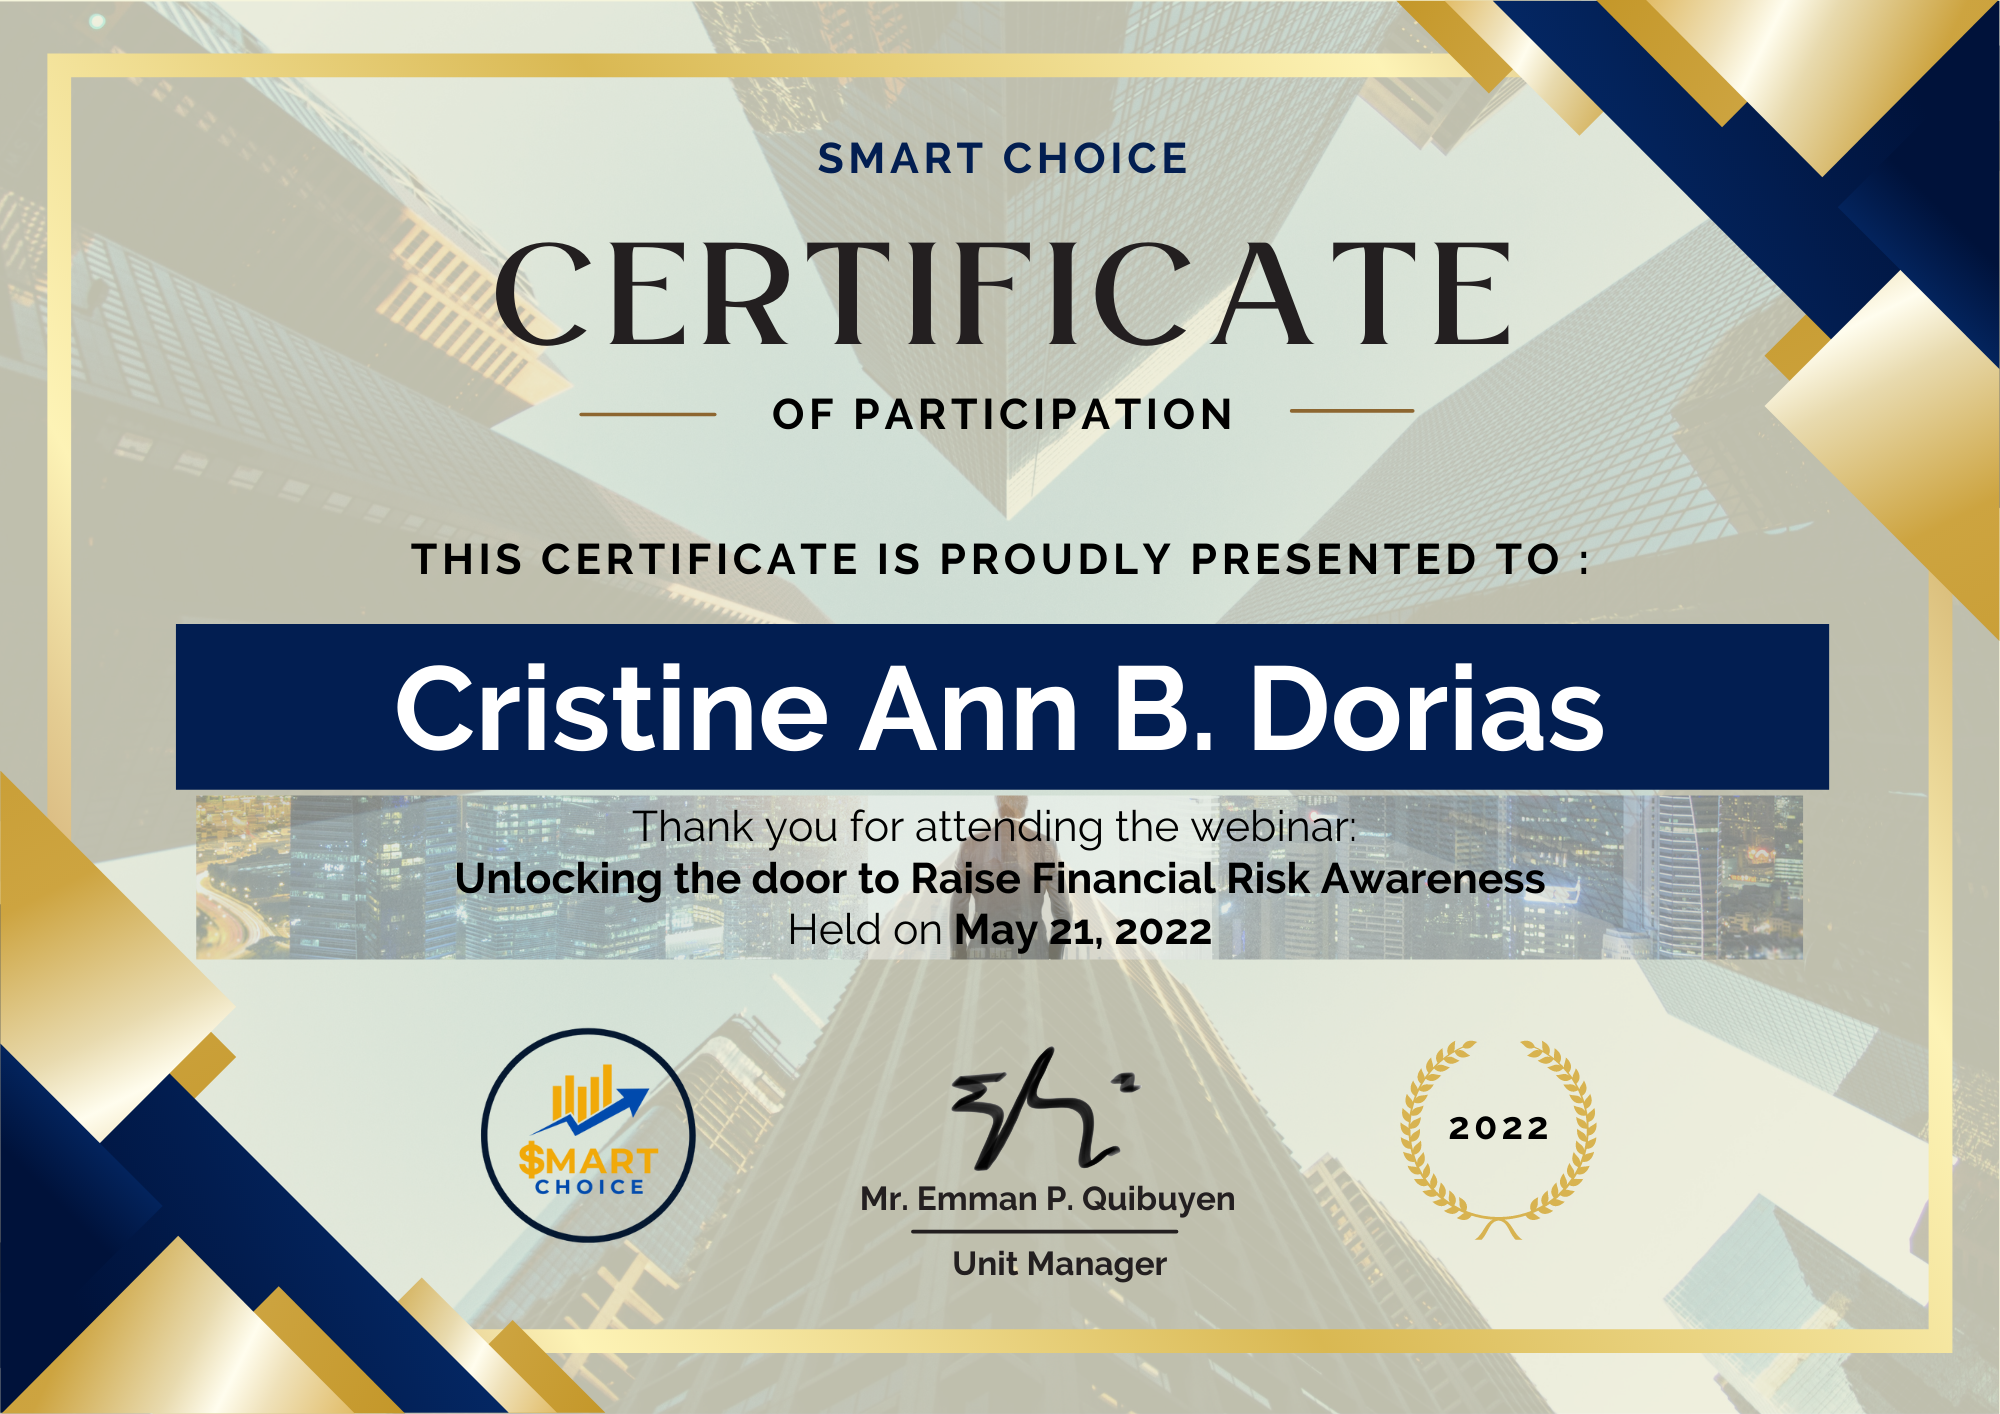 SMART CHOICE
CERTIFICATE
OF PARTICIPATION
THIS CERTIFICATE IS PROUDLY PRESENTED TO :
Cristine Ann B. Dorias
Thank you for attending the webinar:
Unlocking the door to Raise Financial Risk Awareness
Held on May 21, 2022
$MART
CHOICE
Mr. Emman P. Quibuyen
Unit Manager
2022